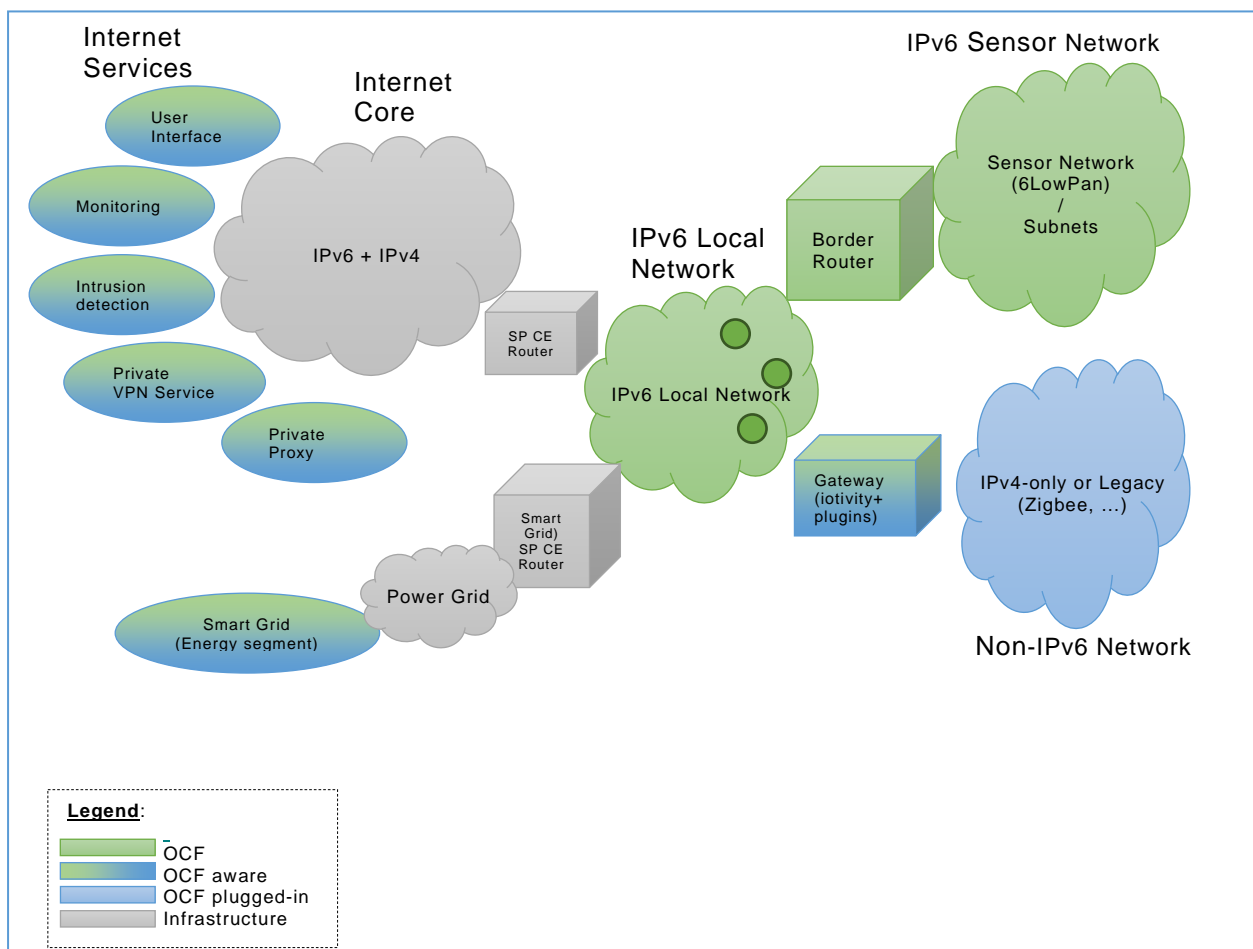 Internet
Services
User
Interface
Monitoring
Intrusion
detection
Private
VPN Service
Private
Proxy
Internet
Core
IPv6 + IPv4
SP CE
Router
IPv6 Local
Network
IPv6 Local Network
Border
Router
IPv6 Sensor Network
Sensor Network
(6LowPan)
/
Subnets
Gateway
(iotivity+
plugins)
IPv4-only or Legacy
(Zigbee, ...)
Non-IPv6 Network
Smart
Grid)
SP CE
Router
Power Grid
Smart Grid
(Energy segment)
Legend:
OCF
OCF aware
OCF plugged-in
Infrastructure